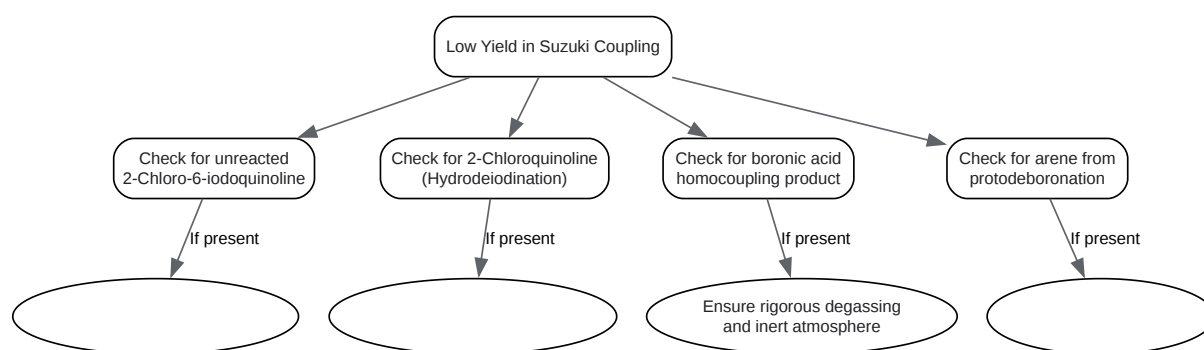 Low Yield in Suzuki Coupling
Check for unreacted
2-Chloro-6-iodoquinoline
Check for 2-Chloroquinoline
(Hydrodeiodination)
Check for boronic acid
homocoupling product
Check for arene from
protodeboronation
If present
If present
If present
If present
Ensure rigorous degassing
and inert atmosphere